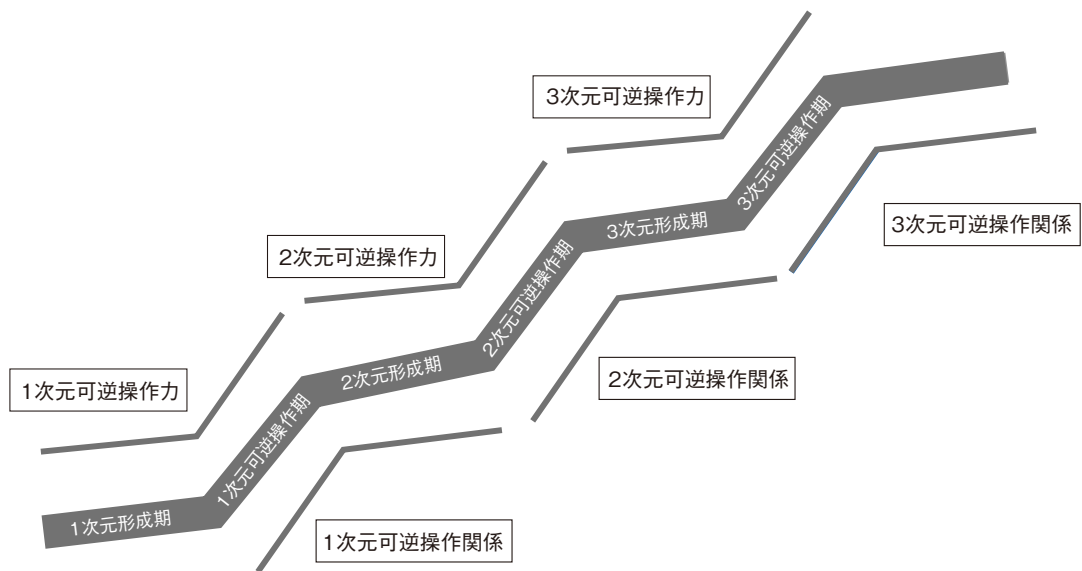 3次元可逆操作力
3次元可逆操作期
3次元形成期
3次元可逆操作関係
2次元可逆操作力
2次元可逆操作期
2次元形成期
2次元可逆操作関係
1次元可逆操作力
1次元可逆操作期
1次元形成期
1次元可逆操作関係